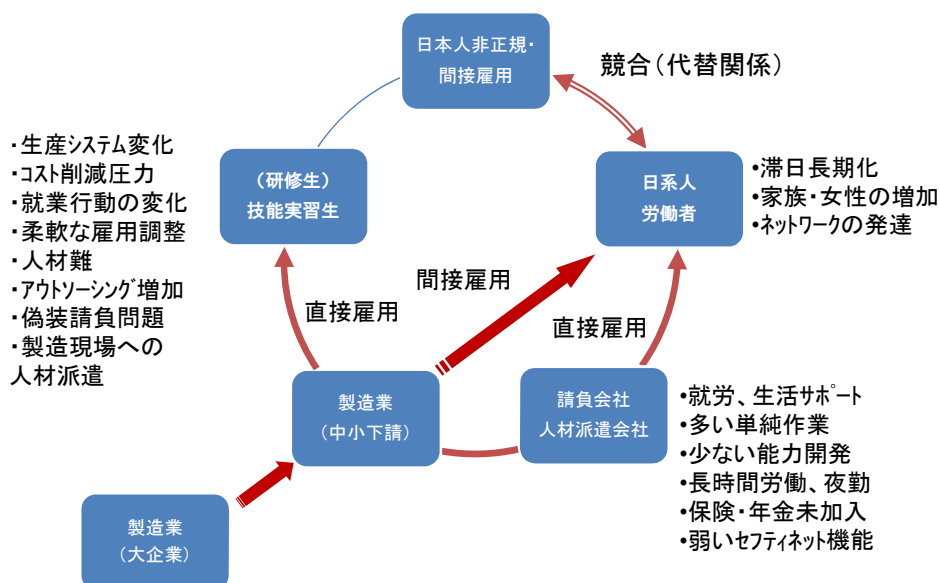 日本人非正規・
間接雇用
競合（代替関係）
・生産システム変化
・コスト削減圧力
・就業行動の変化
・柔軟な雇用調整
・人材難
・アウトソーシング増加
・偽装請負問題
・製造現場への
人材派遣
（研修生）
技能実習生
日系人
労働者
•滞日長期化
•家族・女性の増加
•ネットワークの発達
間接雇用
直接雇用
直接雇用
製造業
（中小下請）
請負会社
人材派遣会社
•就労、生活サポート
•多い単純作業
•少ない能力開発
•長時間労働、夜勤
•保険・年金未加入
•弱いセフティネット機能
製造業
（大企業）